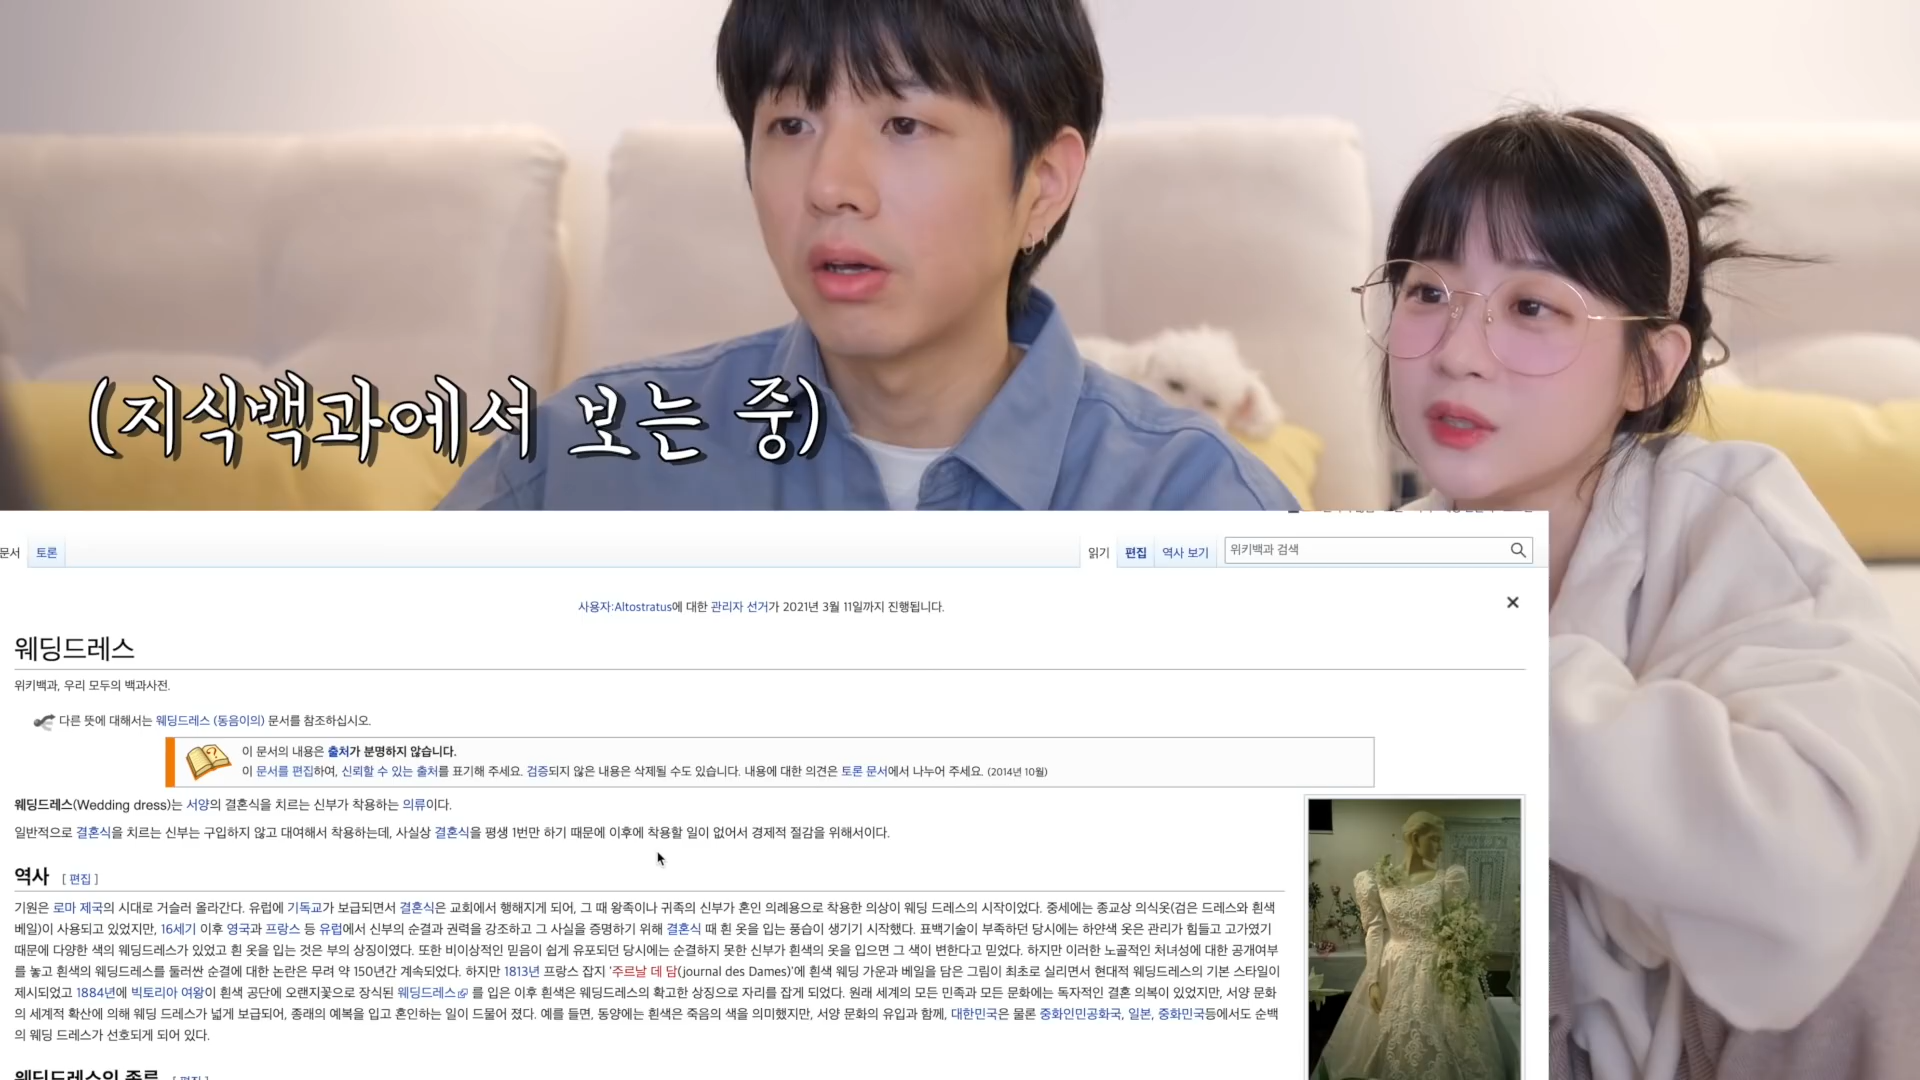 (지식백과에서 보는 중)
문서 토론 읽기 편집 역사 보기 위키백과 검색
사용자:Altostratus에 대한 관리자 선거가 2021년 3월 11일까지 진행됩니다.
웨딩드레스
위키백과, 우리 모두의 백과사전.
다른 뜻에 대해서는 웨딩드레스 (동음이의) 문서를 참조하십시오.
이 문서의 내용은 출처가 분명하지 않습니다.
이 문서를 편집하여, 신뢰할 수 있는 출처를 표기해 주세요. 검증되지 않은 내용은 삭제될 수도 있습니다. 내용에 대한 의견은 토론 문서에서 나누어 주세요. (2014년 10월)
웨딩드레스(Wedding dress)는 서양의 결혼식을 치르는 신부가 착용하는 의류이다.
일반적으로 결혼식을 치르는 신부는 구입하지 않고 대여해서 착용하는데, 사실상 결혼식을 평생 1번만 하기 때문에 이후에 착용할 일이 없어서 경제적 절감을 위해서이다.
역사 [ 편집 ]
기원은 로마 제국의 시대로 거슬러 올라간다. 유럽에 기독교가 보급되면서 결혼식은 교회에서 행해지게 되어, 그 때 왕족이나 귀족의 신부가 혼인 의례용으로 착용한 의상이 웨딩 드레스의 시작이었다. 중세에는 종교상 의식옷(검은 드레스와 흰색
베일)이 사용되고 있었지만, 16세기 이후 영국과 프랑스 등 유럽에서 신부의 순결과 권력을 강조하고 그 사실을 증명하기 위해 결혼식 때 흰 옷을 입는 풍습이 생기기 시작했다. 표백기술이 부족하던 당시에는 하얀색 옷은 관리가 힘들고 고가였기
때문에 다양한 색의 웨딩드레스가 있었고 흰 옷을 입는 것은 부의 상징이였다. 또한 비이상적인 믿음이 쉽게 유포되던 당시에는 순결하지 못한 신부가 흰색의 옷을 입으면 그 색이 변한다고 믿었다. 하지만 이러한 노골적인 처녀성에 대한 공개여부
를 놓고 흰색의 웨딩드레스를 둘러싼 순결에 대한 논란은 무려 약 150년간 계속되었다. 하지만 1813년 프랑스 잡지 '주르날 데 담(journal des Dames)'에 흰색 웨딩 가운과 베일을 담은 그림이 최초로 실리면서 현대적 웨딩드레스의 기본 스타일이
제시되었고 1884년에 빅토리아 여왕이 흰색 공단에 오랜지꽃으로 장식된 웨딩드레스 를 입은 이후 흰색은 웨딩드레스의 확고한 상징으로 자리를 잡게 되었다. 원래 세계의 모든 민족과 모든 문화에는 독자적인 결혼 의복이 있었지만, 서양 문화
의 세계적 확산에 의해 웨딩 드레스가 넓게 보급되어, 종래의 예복을 입고 혼인하는 일이 드물어 졌다. 예를 들면, 동양에는 흰색은 죽음의 색을 의미했지만, 서양 문화의 유입과 함께, 대한민국은 물론 중화인민공화국, 일본, 중화민국등에서도 순백
의 웨딩 드레스가 선호되게 되어 있다.
웨딩드레스의 종류 [ 편집 ]